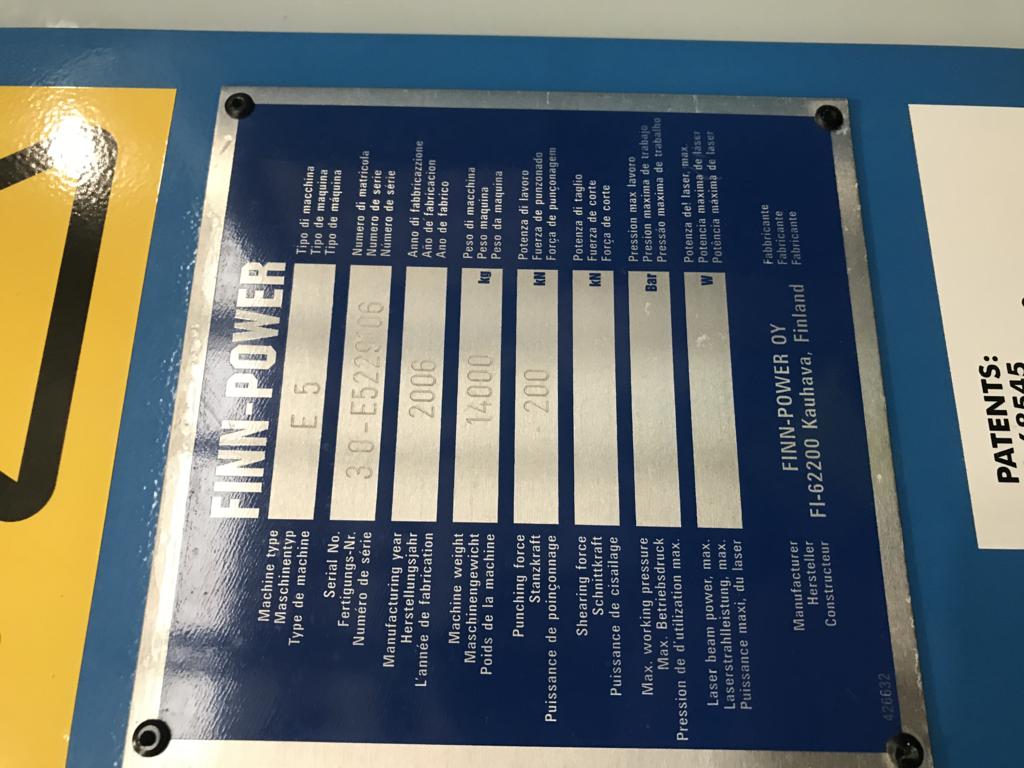 FINN-POWER
Machine type
Maschinentyp
Type de machine
E 5
Tipo di macchina
Tipo de maquina
Tipo de máquina
Serial No.
Fertigungs-Nr.
Numéro de série
Numero di matricola
Numero de serie
Número de série
Manufacturing year
Herstellungsjahr
L'année de fabrication
2006
Anno di fabbricazzione
Año de fabricacion
Ano de fabrico
Machine weight
Maschinengewicht
Poids de la machine
14000 kg
Peso di macchina
Peso maquina
Peso da maquina
Punching force
Stanzkraft
Puissance de poinçonnage
200 kN
Potenza di lavoro
Fuerza de punzonado
Força de punçonagem
Shearing force
Schnittkraft
Puissance de cisaillage
kN
Potenza di taglio
Fuerza de corte
Força de corte
Max. working pressure
Max. Betriebsdruck
Pression de d'utilization max.
Bar
Pression max lavoro
Presion maxima de trabajo
Pressão maxima de trabalho
Laser beam power, max.
Laserstrahlleistung, max.
Puissance maxi, du laser
W
Potenza del laser, max.
Potencia maxima de laser
Potência máxima de laser
Manufacturer
Hersteller
Constructeur
FINN-POWER OY
FI-62200 Kauhava, Finland
Fabbricante
Fabricante
Fabricante
426632
PATENTS: